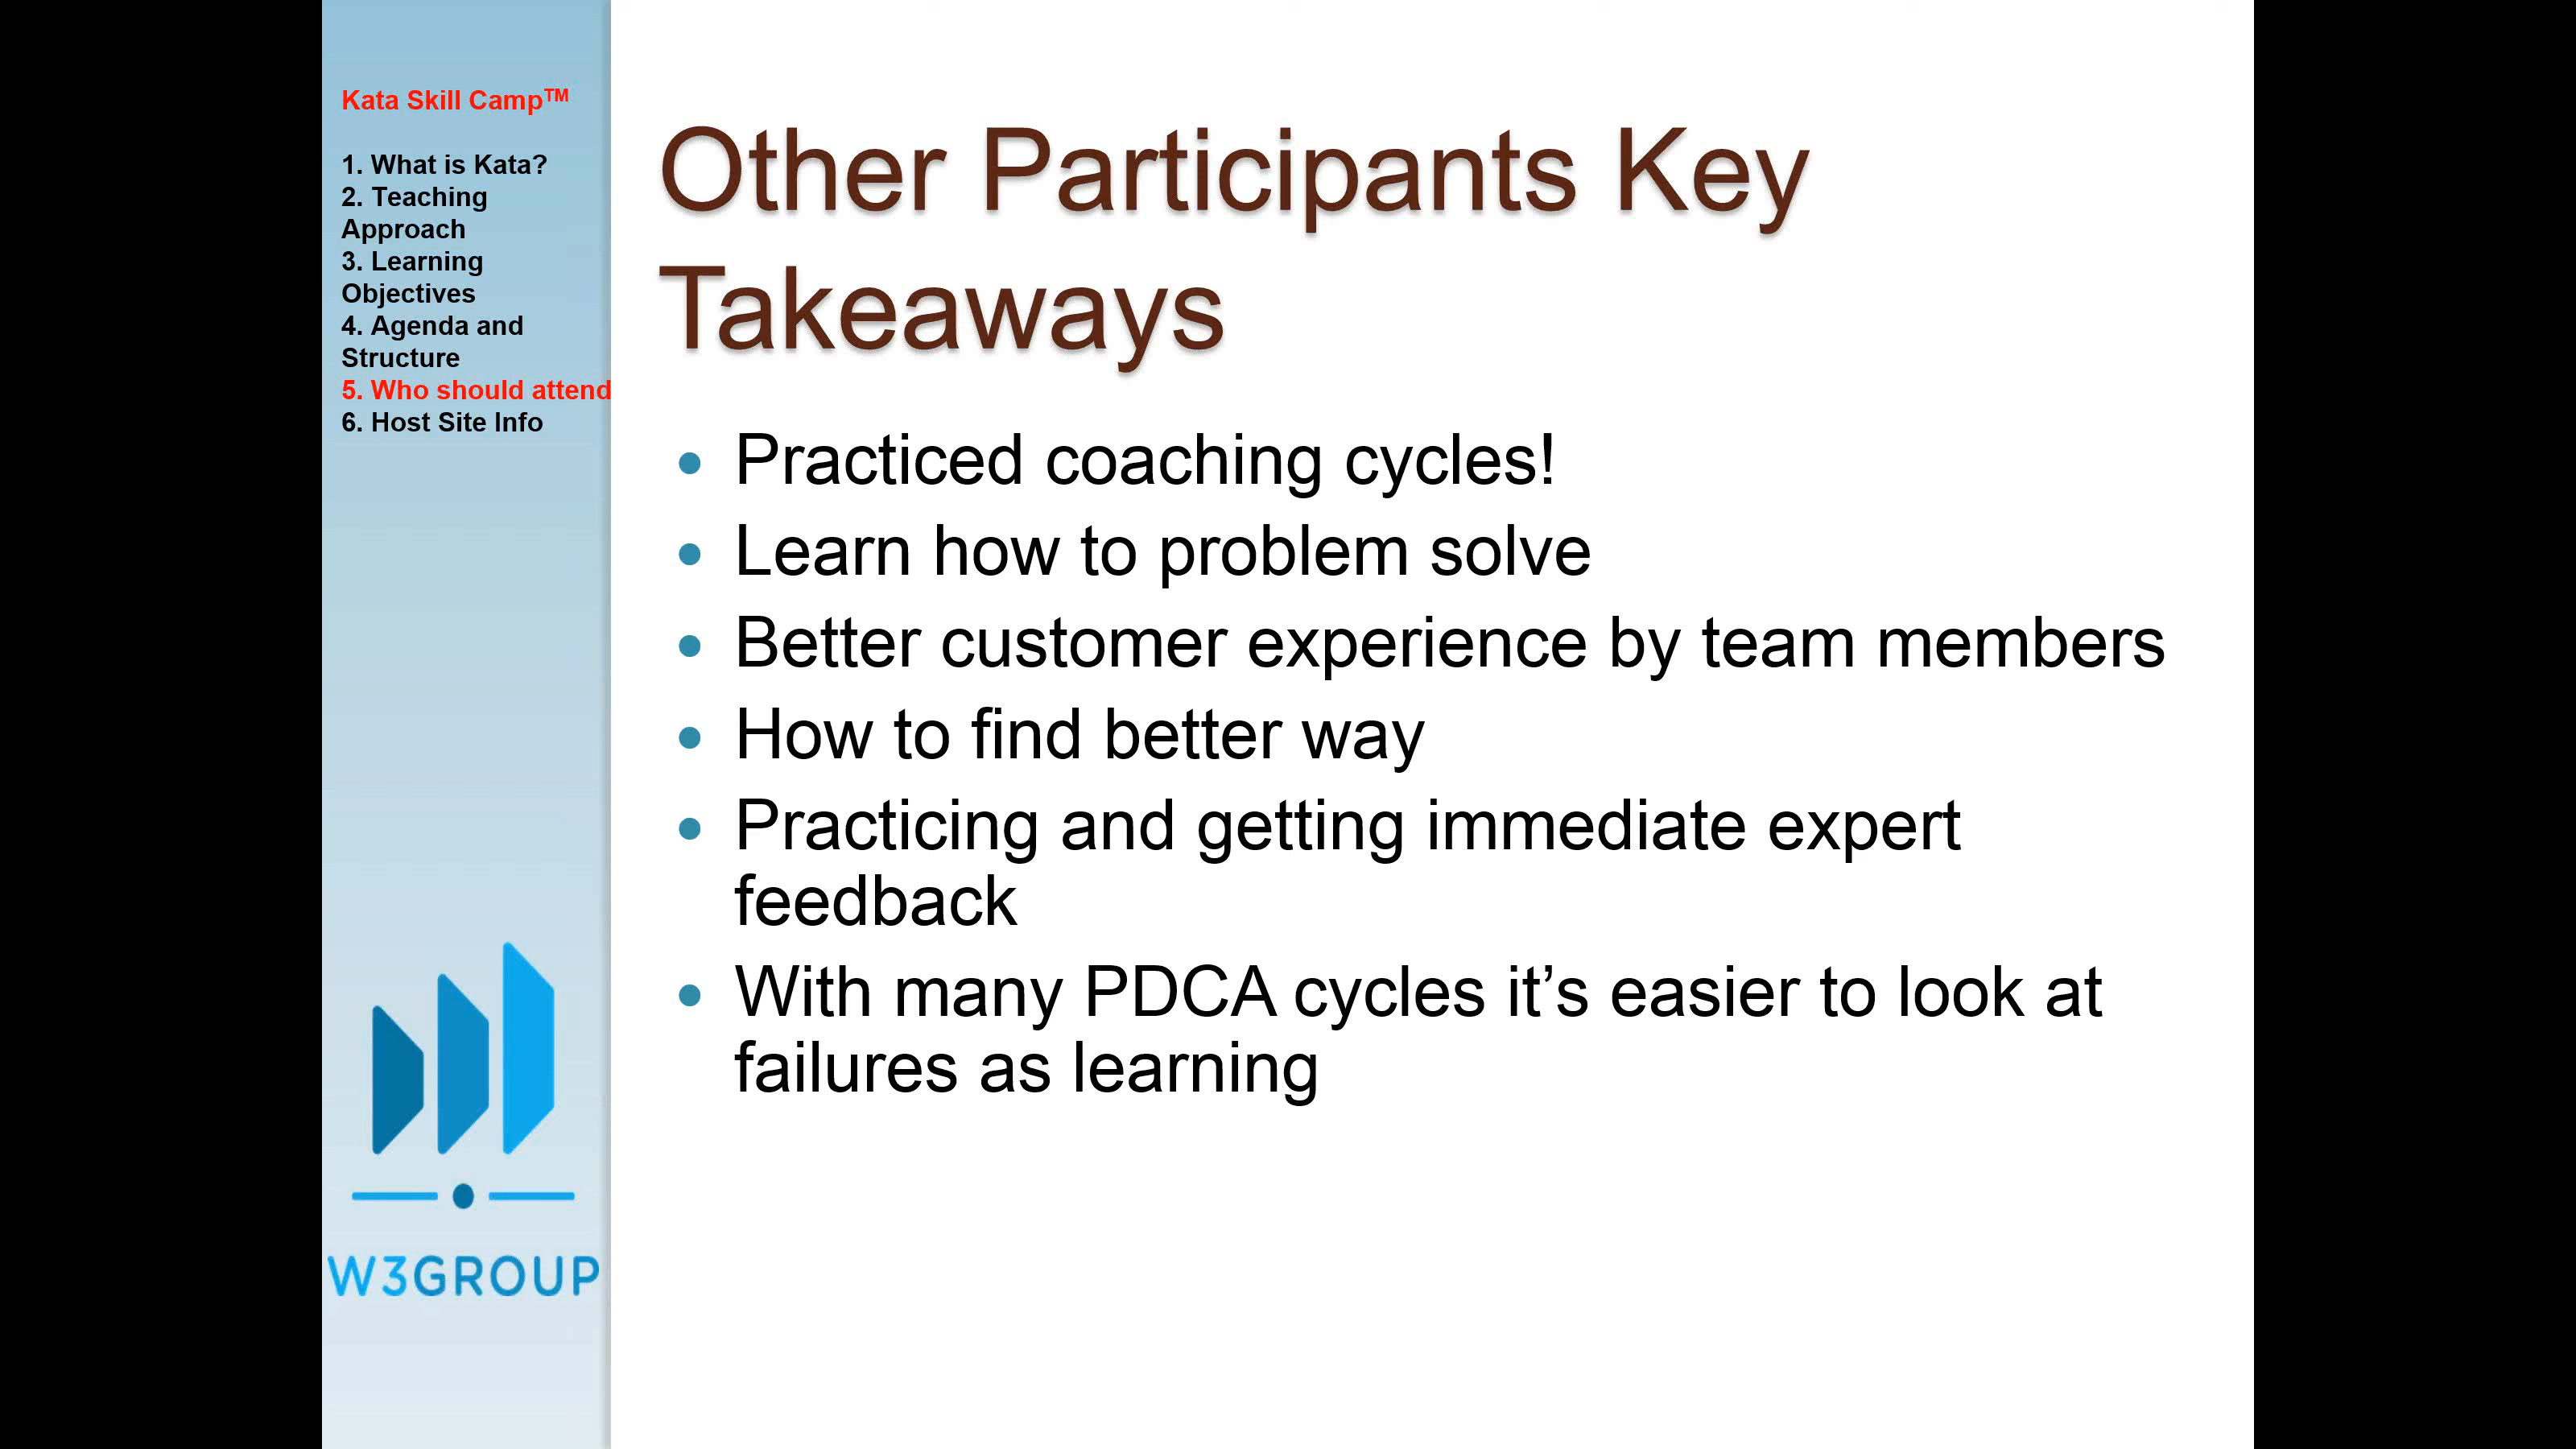 Kata Skill Camp™
1. What is Kata?
2. Teaching
Approach
3. Learning
Objectives
4. Agenda and
Structure
5. Who should attend
6. Host Site Info
W3GROUP
Other Participants Key
Takeaways
• Practiced coaching cycles!
• Learn how to problem solve
• Better customer experience by team members
• How to find better way
• Practicing and getting immediate expert
feedback
• With many PDCA cycles it’s easier to look at
failures as learning